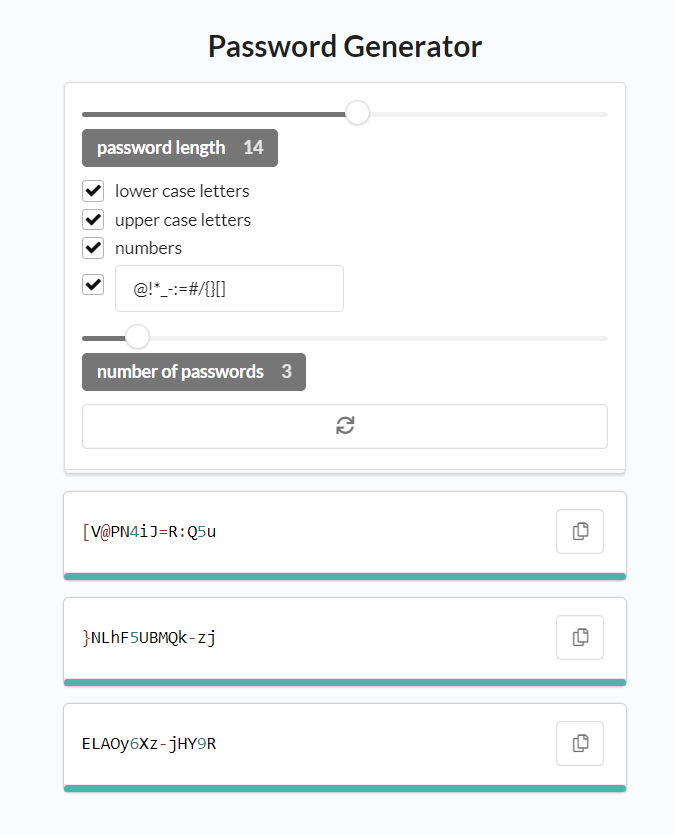 Password Generator
password length 14
lower case letters
upper case letters
numbers
@!*_-:=#/{}[]
number of passwords 3
[V@PN4iJ=R:Q5u
}NLhF5UBMQk-zj
ELAOy6Xz-jHY9R